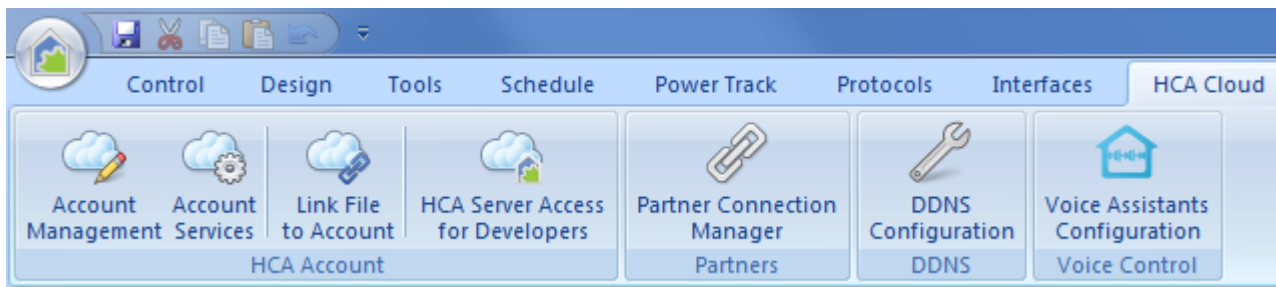 Control Design Tools Schedule Power Track Protocols Interfaces HCA Cloud
Account Management
Account Services
Link File to Account
HCA Server Access for Developers
Partner Connection Manager
DDNS Configuration
Voice Assistants Configuration
HCA Account Partners DDNS Voice Control